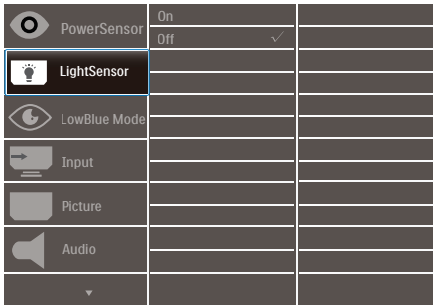 PowerSensor
On
Off
LightSensor
LowBlue Mode
Input
Picture
Audio